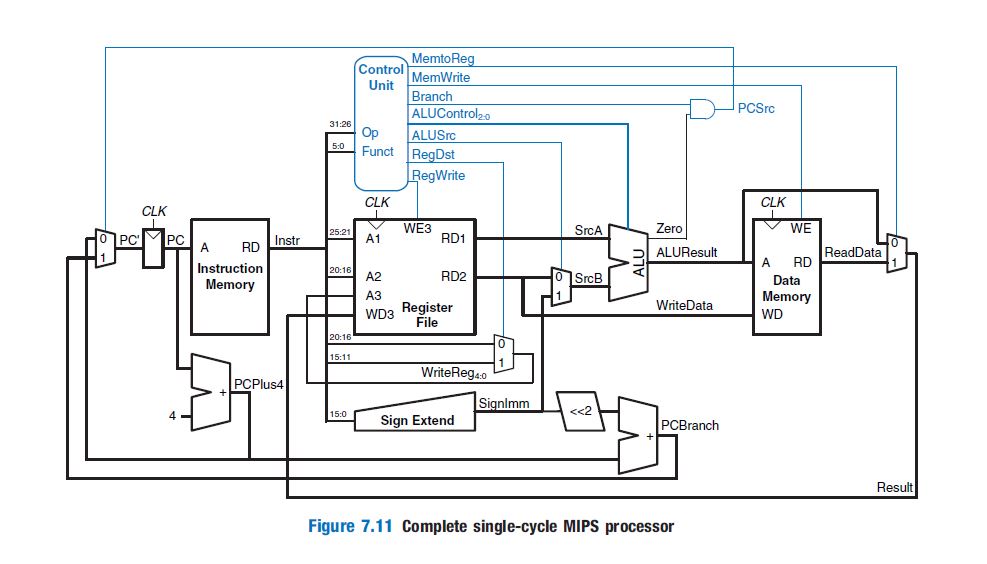 MemtoReg
Control
Unit
MemWrite
Branch
ALUControl2:0
PCSrc
31:26
Op
ALUSrc
5:0
Funct
RegDst
RegWrite
CLK
CLK
CLK
0
1
PC'
PC
A
RD
Instruction
Memory
Instr
25:21
A1
WE3
RD1
20:16
A2
RD2
A3
WD3
Register
File
20:16
15:11
0
1
WriteReg4:0
SrcA
0
1
SrcB
ALU
Zero
ALUResult
WriteData
WE
A
RD
Data
Memory
WD
ReadData
0
1
+
PCPlus4
4
15:0
Sign Extend
SignImm
<<2
+
PCBranch
Result
Figure 7.11 Complete single-cycle MIPS processor